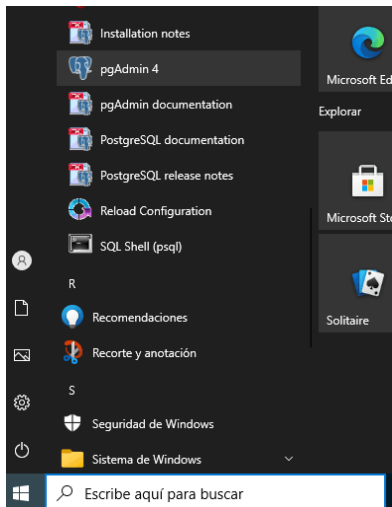 Installation notes
pgAdmin 4
Microsoft Ed
pgAdmin documentation
Explorar
PostgreSQL documentation
PostgreSQL release notes
Reload Configuration
Microsoft Sto
SQL Shell (psql)
R
Recomendaciones
Solitaire
Recorte y anotación
S
Seguridad de Windows
Sistema de Windows
Escribe aquí para buscar